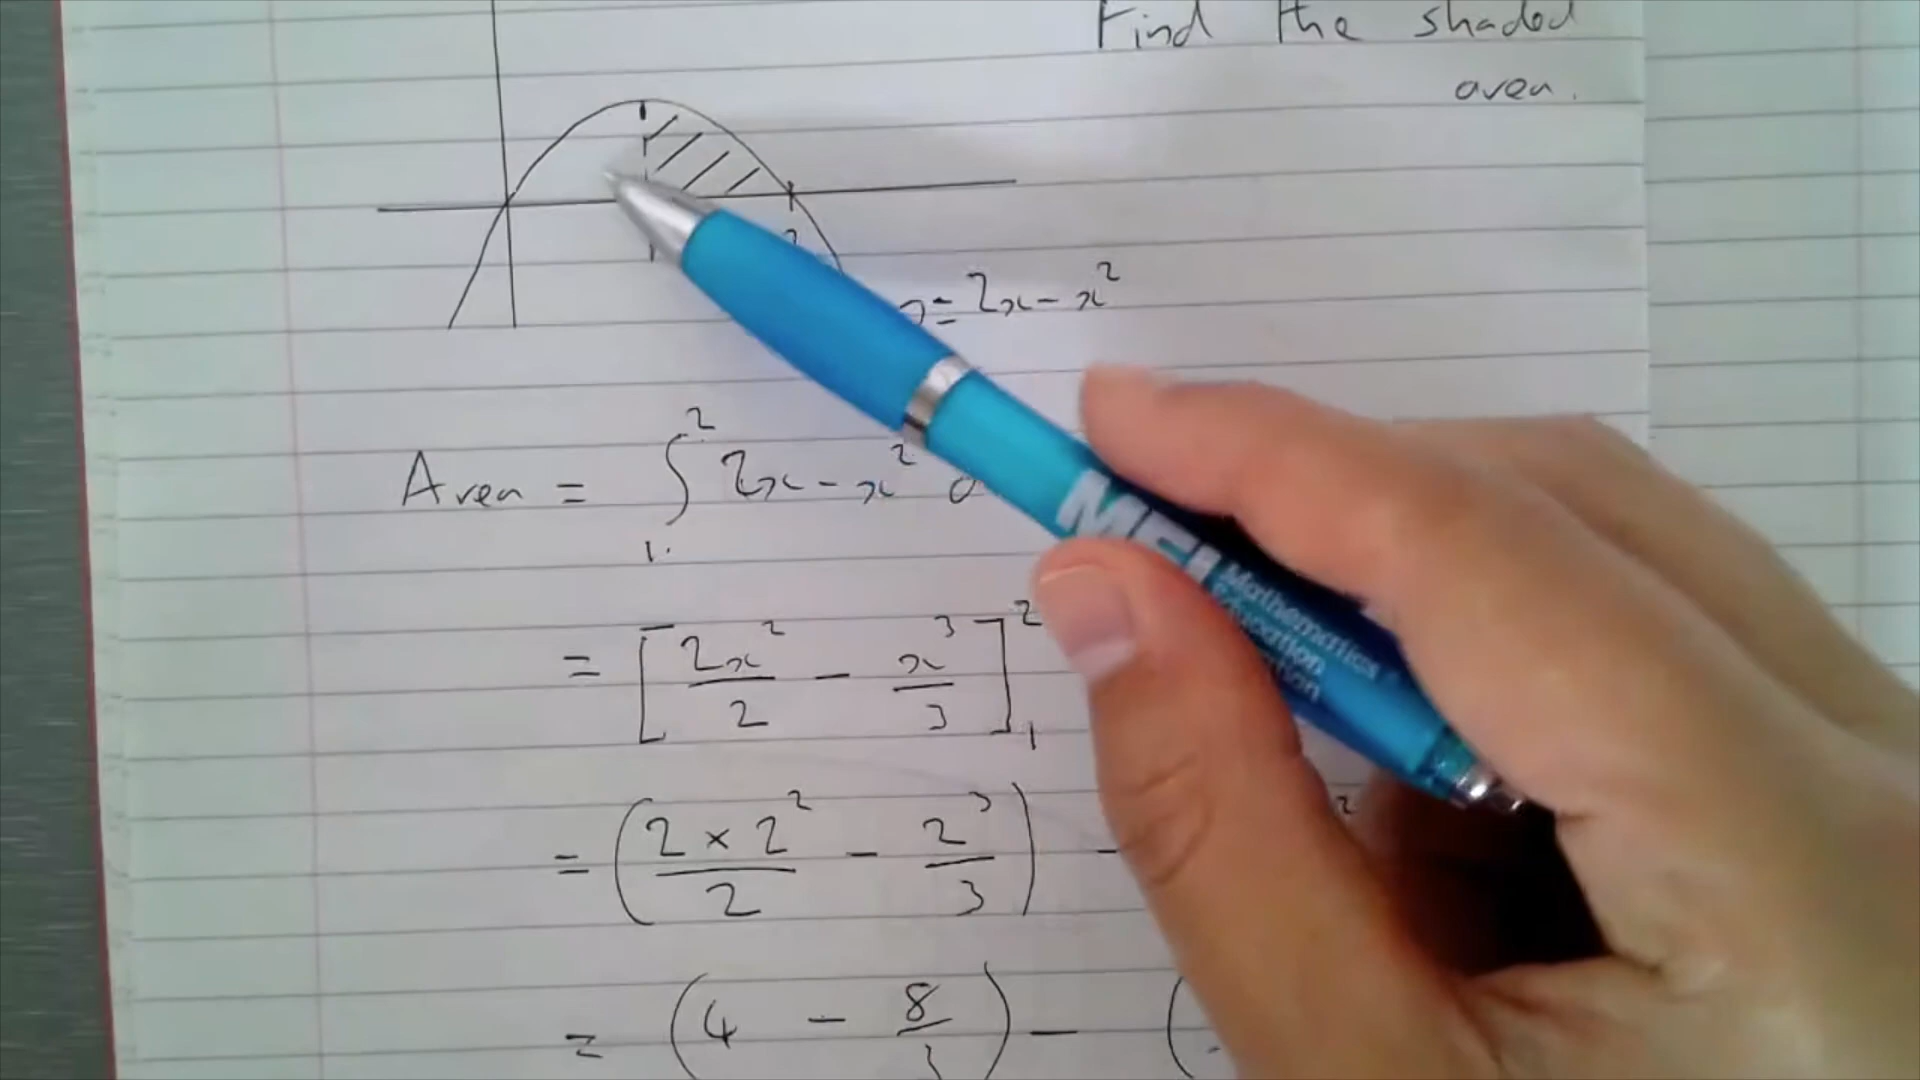 Find the shaded
area.
2
y = 2x - x²
Area = ∫₁² 2x - x² d
= [2x²/2 - x³/3]₁²
= (2 × 2²/2 - 2³/3) - ²
= (4 - 8/3) - (
MEI
Mathematics
Education